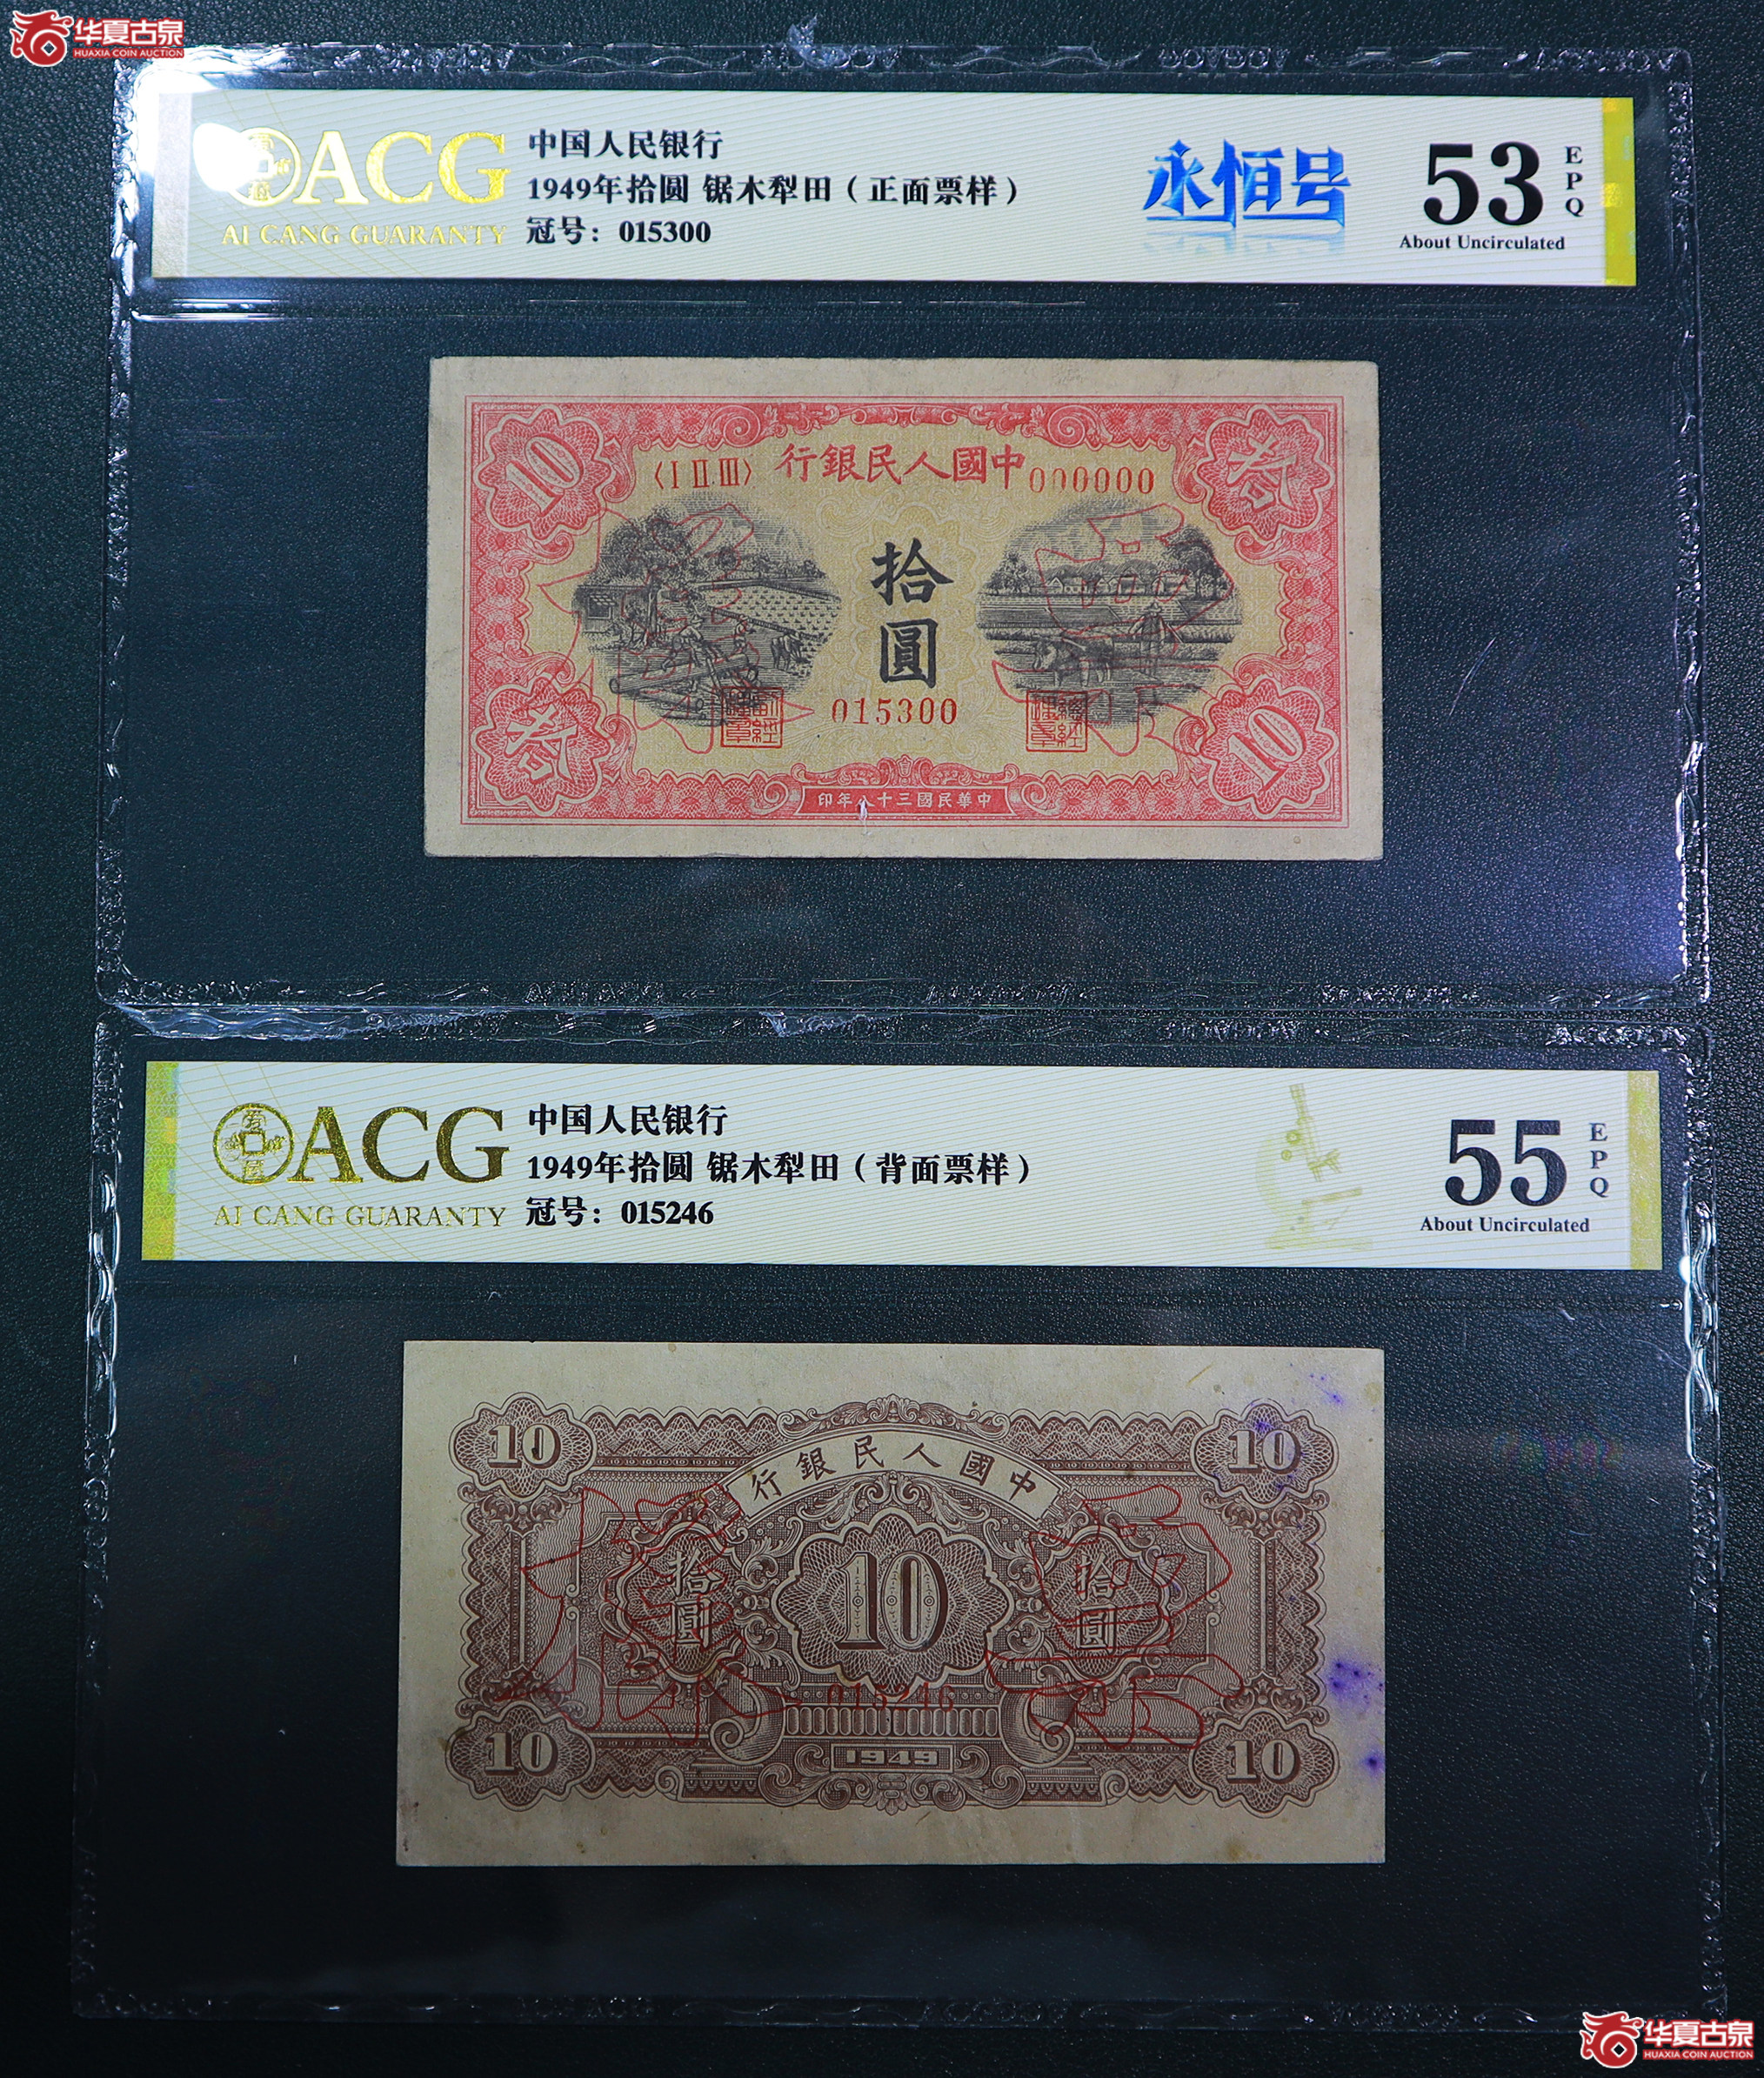 华夏古泉
HUAXIA COIN AUCTION
ACG
AI CANG GUARANTY
中国人民银行
1949年拾圆 锯木犁田（正面票样）
冠号：015300
永恒号
53
EPQ
About Uncirculated
10
〈I II III〉
行銀民人國中
000000
拾
圓
015300
10
印年八十三國民華中
ACG
AI CANG GUARANTY
中国人民银行
1949年拾圆 锯木犁田（背面票样）
冠号：015246
55
EPQ
About Uncirculated
10
行銀民人國中
10
樣票
拾圓
10
拾圓
015246
10
1949
10
华夏古泉
HUAXIA COIN AUCTION